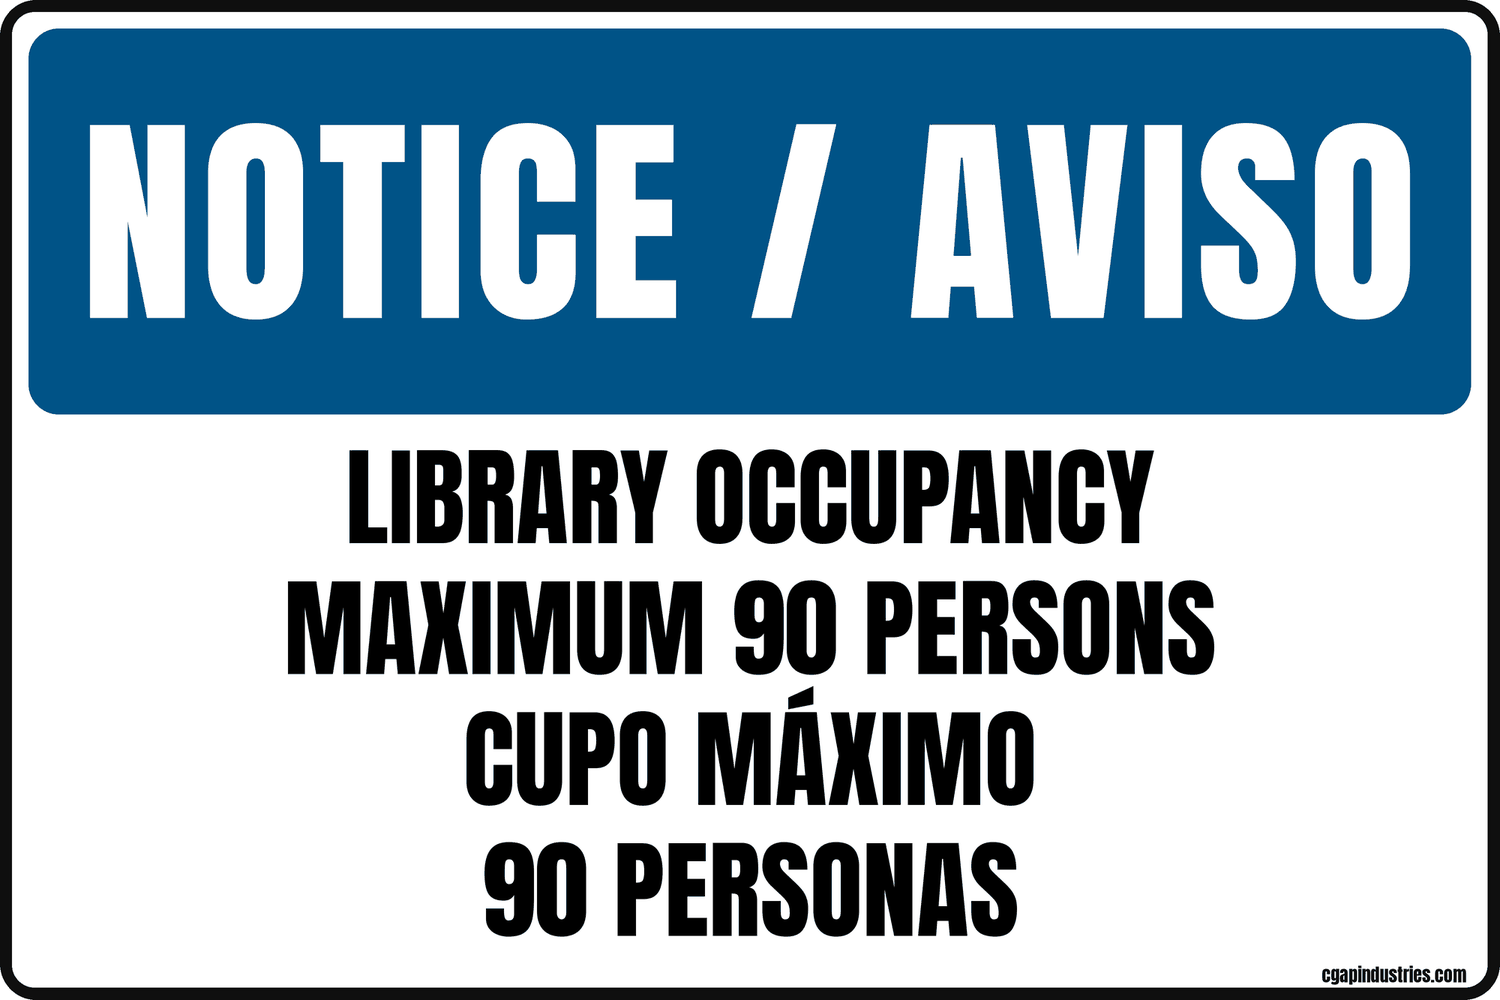 NOTICE / AVISO
LIBRARY OCCUPANCY
MAXIMUM 90 PERSONS
CUPO MÁXIMO
90 PERSONAS
cgapindustries.com